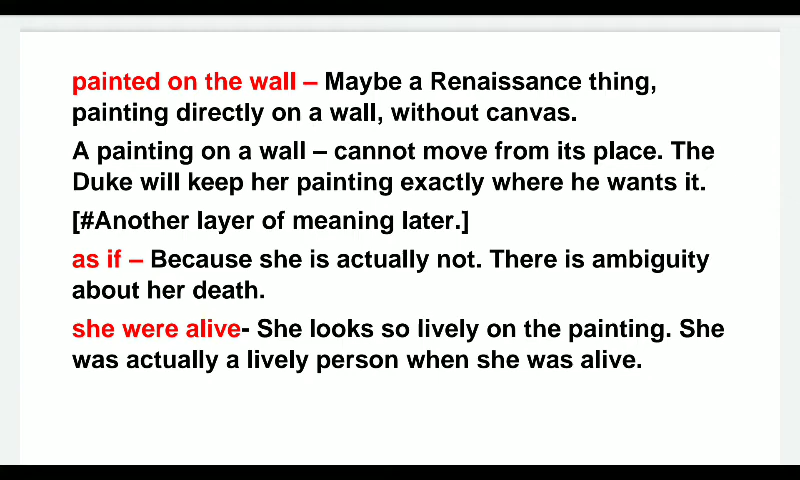 painted on the wall – Maybe a Renaissance thing,
painting directly on a wall, without canvas.
A painting on a wall – cannot move from its place. The
Duke will keep her painting exactly where he wants it.
[#Another layer of meaning later.]
as if – Because she is actually not. There is ambiguity
about her death.
she were alive- She looks so lively on the painting. She
was actually a lively person when she was alive.